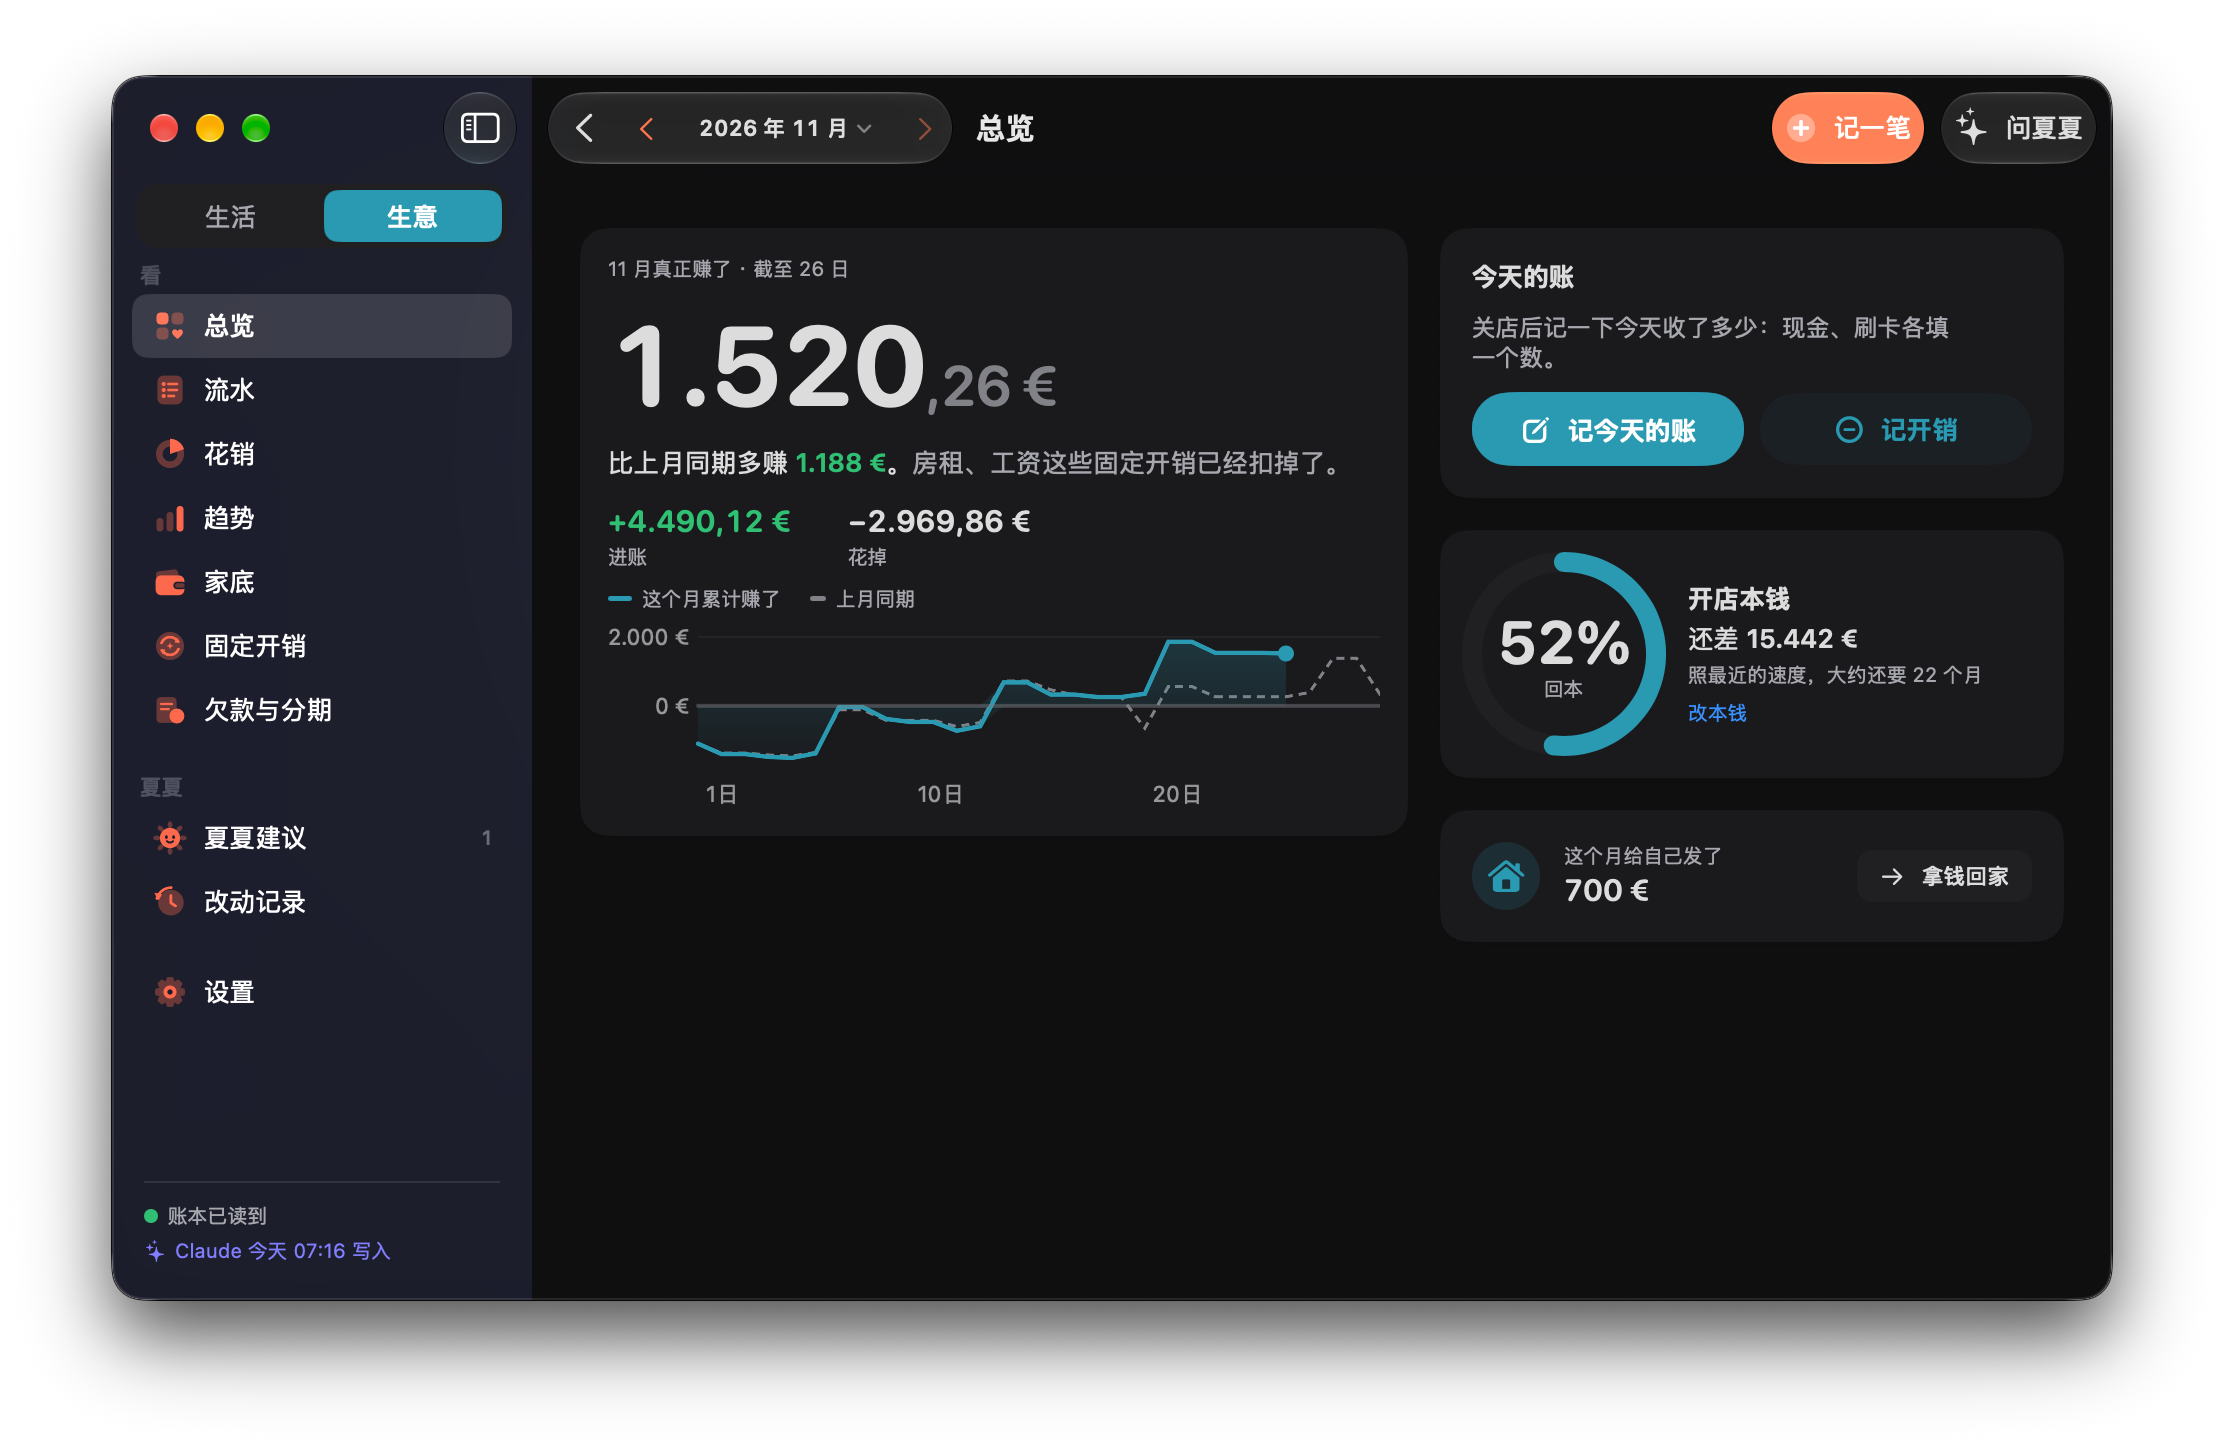 2026 年 11 月
总览
记一笔
问夏夏
生活
生意
看
总览
流水
花销
趋势
家底
固定开销
欠款与分期
夏夏
夏夏建议
1
改动记录
设置
账本已读到
Claude 今天 07:16 写入
11 月真正赚了 · 截至 26 日
1.520,26 €
比上月同期多赚 1.188 €。房租、工资这些固定开销已经扣掉了。
+4.490,12 €
进账
−2.969,86 €
花掉
这个月累计赚了
上月同期
2.000 €
0 €
1日
10日
20日
今天的账
关店后记一下今天收了多少：现金、刷卡各填
一个数。
记今天的账
记开销
52%
回本
开店本钱
还差 15.442 €
照最近的速度，大约还要 22 个月
改本钱
这个月给自己发了
700 €
拿钱回家